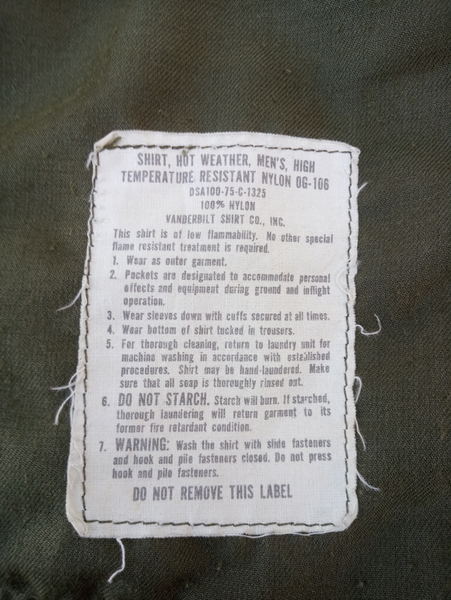 SHIRT, HOT WEATHER, MEN'S, HIGH
TEMPERATURE RESISTANT NYLON OG-106
DSA100-75-C-1325
100% NYLON
VANDERBILT SHIRT CO., INC.
This shirt is of low flammability. No other special
flame resistant treatment is required.
1. Wear as outer garment.
2. Pockets are designated to accommodate personal
effects and equipment during ground and inflight
operation.
3. Wear sleeves down with cuffs secured at all times.
4. Wear bottom of shirt tucked in trousers.
5. For thorough cleaning, return to laundry unit for
machine washing in accordance with established
procedures. Shirt may be hand-laundered. Make
sure that all soap is thoroughly rinsed out.
6. DO NOT STARCH. Starch will burn. If starched,
thorough laundering will return garment to its
former fire retardant condition.
7. WARNING: Wash the shirt with slide fasteners
and hook and pile fasteners closed. Do not press
hook and pile fasteners.
DO NOT REMOVE THIS LABEL